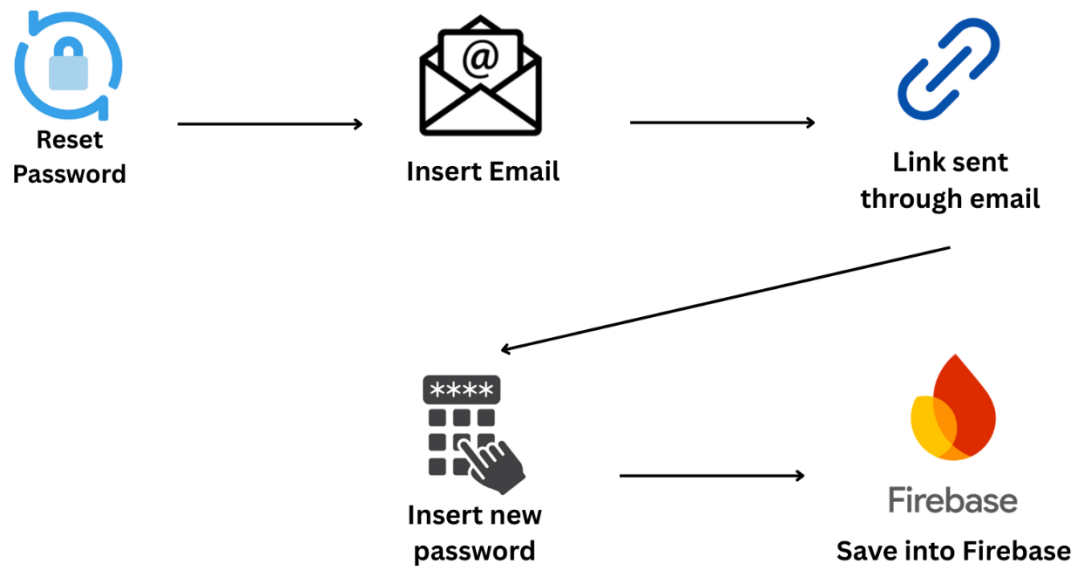 Reset
Password
@
Insert Email
Link sent
through email
****
Insert new
password
Firebase
Save into Firebase